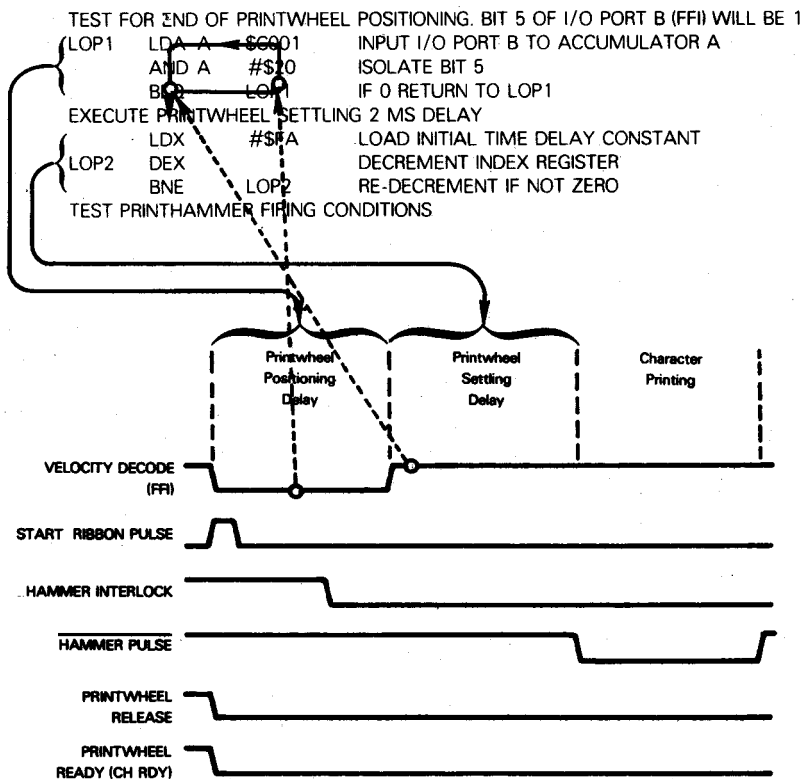 TEST FOR END OF PRINTWHEEL POSITIONING. BIT 5 OF I/O PORT B (FFI) WILL BE 1
LOP1 LDA A $C001 INPUT I/O PORT B TO ACCUMULATOR A
AND A #$20 ISOLATE BIT 5
BEQ LOP1 IF 0 RETURN TO LOP1
EXECUTE PRINTWHEEL SETTLING 2 MS DELAY
LDX #$FA LOAD INITIAL TIME DELAY CONSTANT
LOP2 DEX DECREMENT INDEX REGISTER
BNE LOP2 RE-DECREMENT IF NOT ZERO
TEST PRINTHAMMER FIRING CONDITIONS
Printwheel Positioning Delay
Printwheel Settling Delay
Character Printing
VELOCITY DECODE
(FFI)
START RIBBON PULSE
HAMMER INTERLOCK
HAMMER PULSE
PRINTWHEEL
RELEASE
PRINTWHEEL
READY (CH RDY)